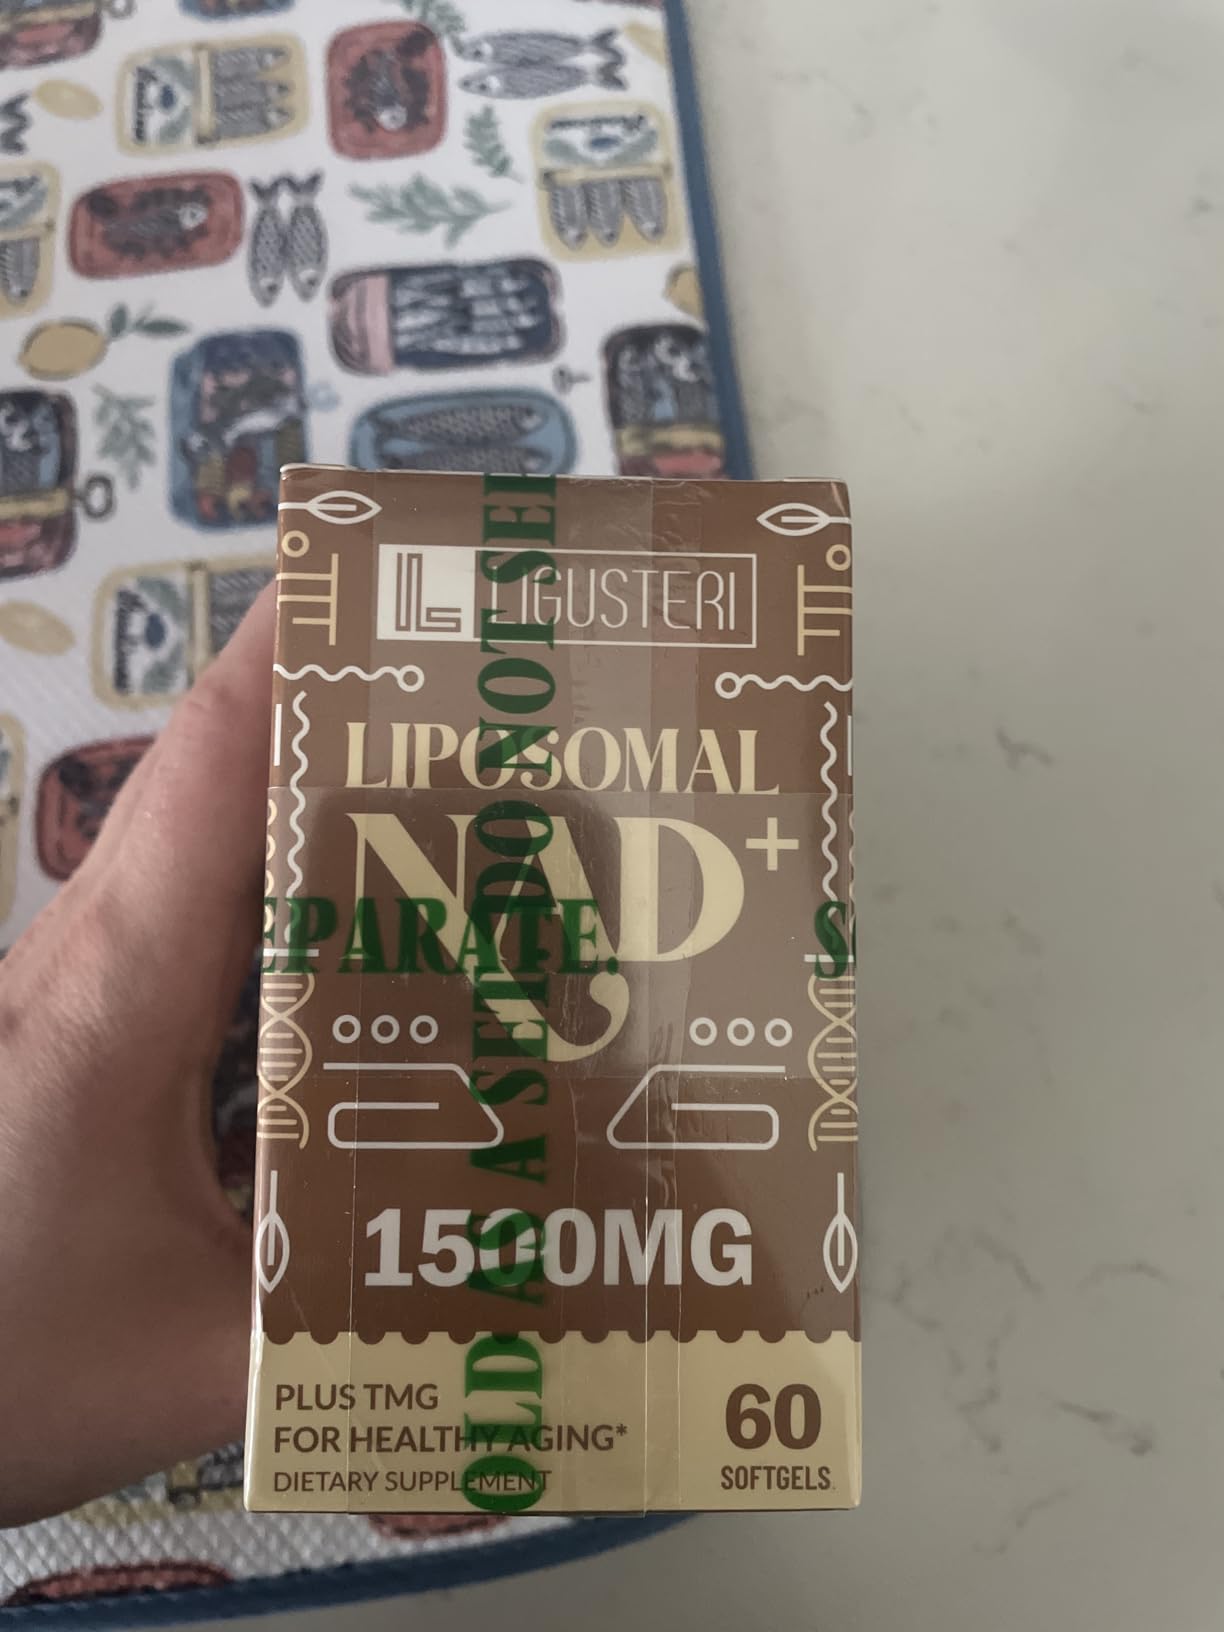 LIGUSTERI
LIPOSOMAL
NAD+
1500MG
PLUS TMG
FOR HEALTHY AGING*
DIETARY SUPPLEMENT
60
SOFTGELS
OLD AS A SET. DO NOT SEP
EPARATE.